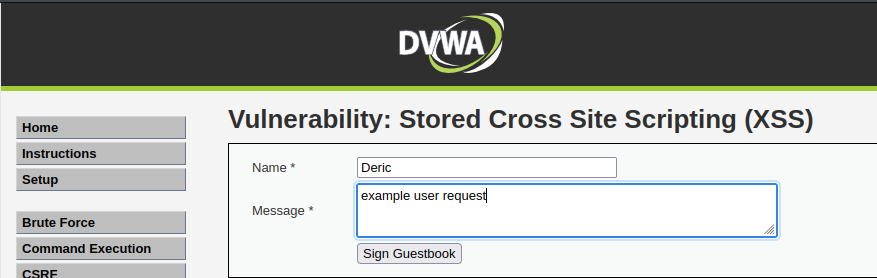 DVWA
Vulnerability: Stored Cross Site Scripting (XSS)
Home
Instructions
Setup
Brute Force
Command Execution
CSRF
Name *
Deric
Message *
example user request
Sign Guestbook